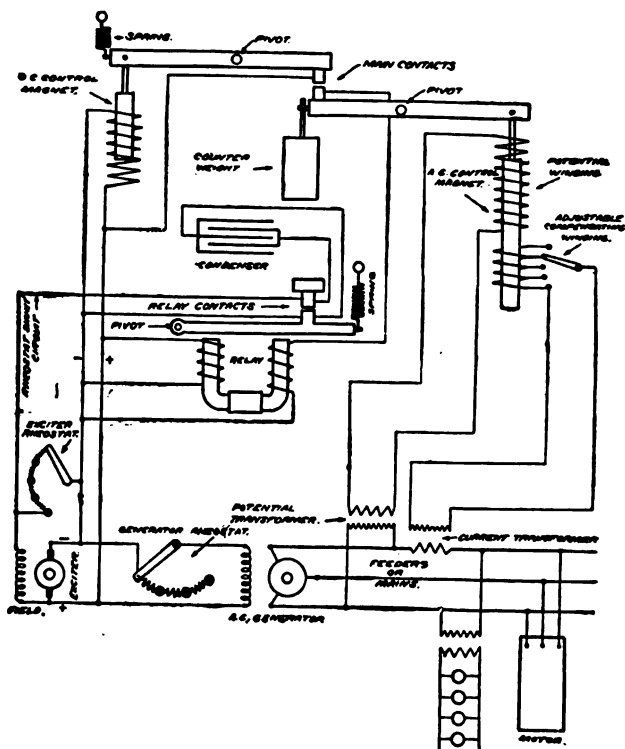 SPRING.
PIVOT.
MAIN CONTACTS
D C CONTROL
MAGNET.
PIVOT
COUNTER
WEIGHT
A.C. CONTROL
MAGNET.
POTENTIAL
WINDING.
ADJUSTABLE
COMPENSATING
WINDING.
CONDENSER
SPRING
RELAY CONTACTS
PIVOT
RHEOSTAT SHUNT
CIRCUIT
RELAY
- +
EXCITER
RHEOSTAT.
POTENTIAL
TRANSFORMER.
GENERATOR RHEOSTAT.
CURRENT TRANSFORMER
-
EXCITER
FEEDERS
OR
MAINS.
FIELD.
+
A.C. GENERATOR
MOTOR.